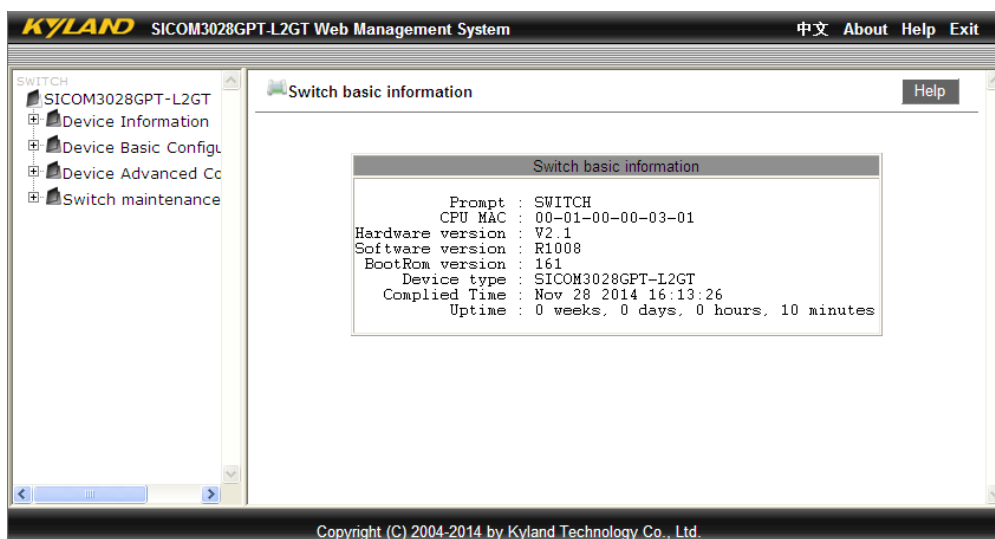 KYLAND SICOM3028GPT-L2GT Web Management System 中文 About Help Exit
SWITCH
SICOM3028GPT-L2GT
Device Information
Device Basic Configu
Device Advanced Co
Switch maintenance
Switch basic information Help
Switch basic information
Prompt : SWITCH
CPU MAC : 00-01-00-00-03-01
Hardware version : V2.1
Software version : R1008
BootRom version : 161
Device type : SICOM3028GPT-L2GT
Complied Time : Nov 28 2014 16:13:26
Uptime : 0 weeks, 0 days, 0 hours, 10 minutes
Copyright (C) 2004-2014 by Kyland Technology Co., Ltd.